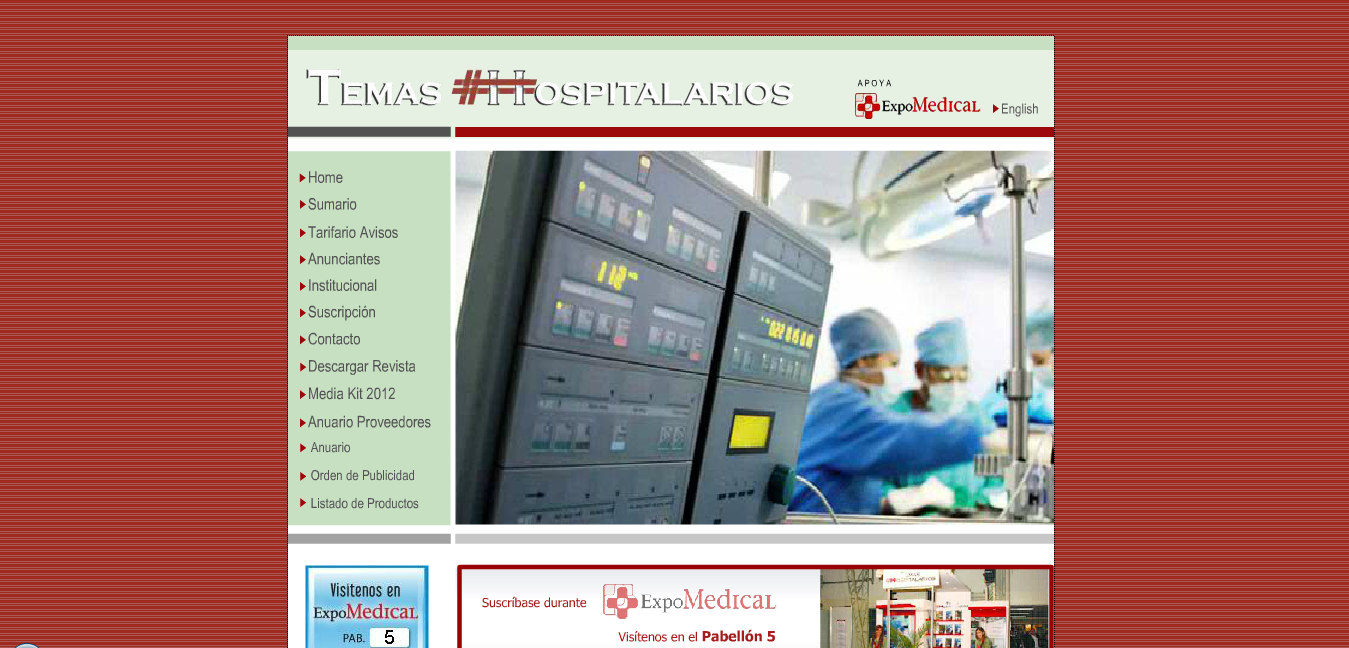 TEMAS HOSPITALARIOS
APOYA
EXPOMEDICAL
English
Home
Sumario
Tarifario Avisos
Anunciantes
Institucional
Suscripción
Contacto
Descargar Revista
Media Kit 2012
Anuario Proveedores
Anuario
Orden de Publicidad
Listado de Productos
Visítenos en
EXPOMEDICAL
PAB. 5
Suscríbase durante EXPOMEDICAL
Visítenos en el Pabellón 5